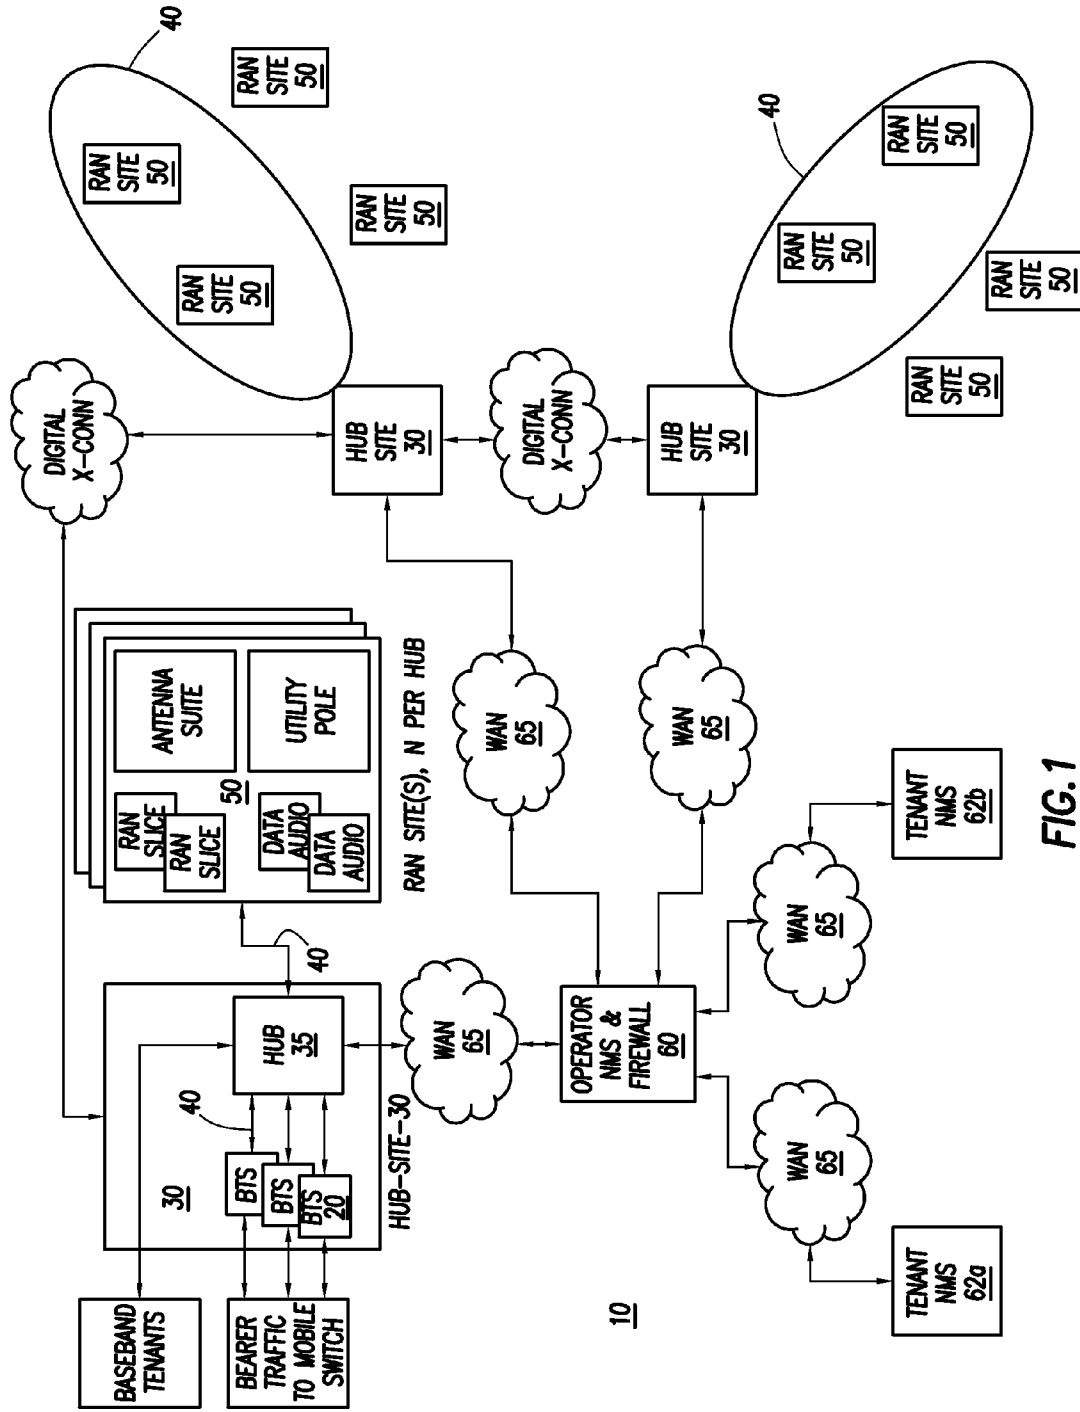 BASEBAND
TENANTS
BEARER
TRAFFIC
TO MOBILE
SWITCH
30
BTS
BTS
BTS
20
40
HUB
35
HUB-SITE-30
40
RAN
SLICE
RAN
SLICE
50
DATA
AUDIO
DATA
AUDIO
ANTENNA
SUITE
UTILITY
POLE
RAN SITE(S), N PER HUB
DIGITAL
X-CONN
40
RAN
SITE
50
RAN
SITE
50
RAN
SITE
50
RAN
SITE
50
HUB
SITE
30
DIGITAL
X-CONN
HUB
SITE
30
40
RAN
SITE
50
RAN
SITE
50
RAN
SITE
50
RAN
SITE
50
WAN
65
WAN
65
WAN
65
OPERATOR
NMS &
FIREWALL
60
WAN
65
WAN
65
TENANT
NMS
62a
TENANT
NMS
62b
10
FIG.1